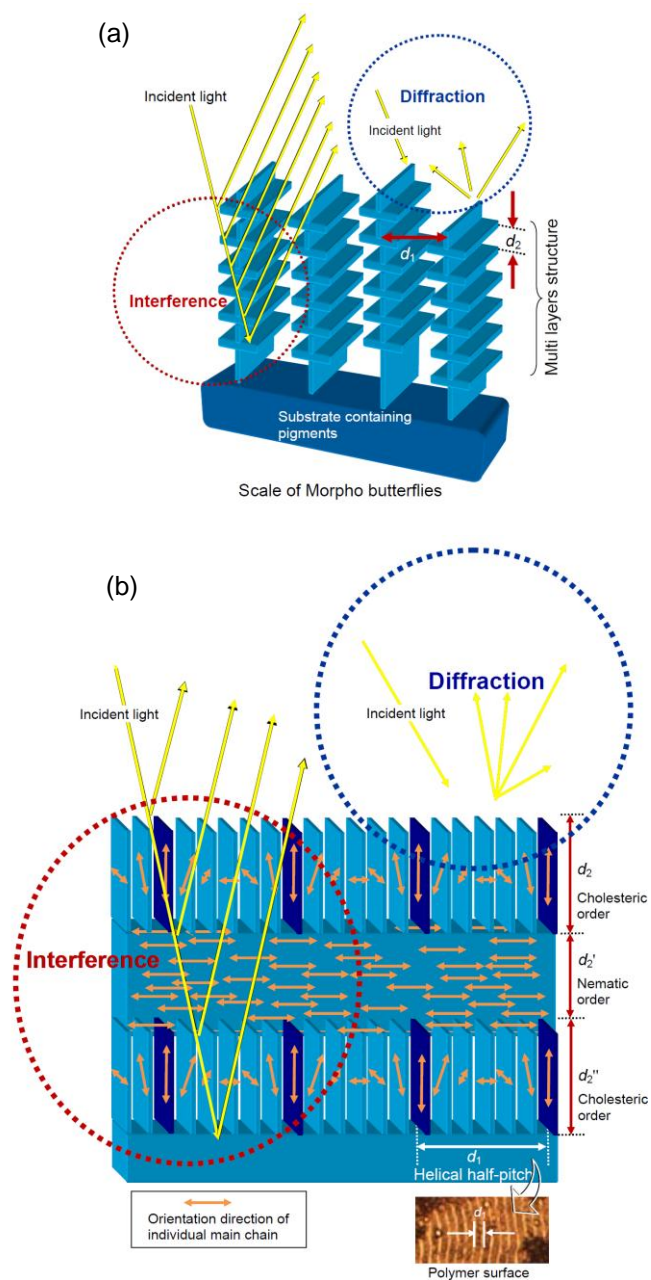 (a)
Incident light
Diffraction
Incident light
d1
d2
Interference
Multi layers structure
Substrate containing
pigments
Scale of Morpho butterflies
(b)
Incident light
Diffraction
Incident light
d2
Cholesteric
order
Interference
d2'
Nematic
order
d2"
Cholesteric
order
d1
Helical half-pitch
Orientation direction of
individual main chain
d1
Polymer surface